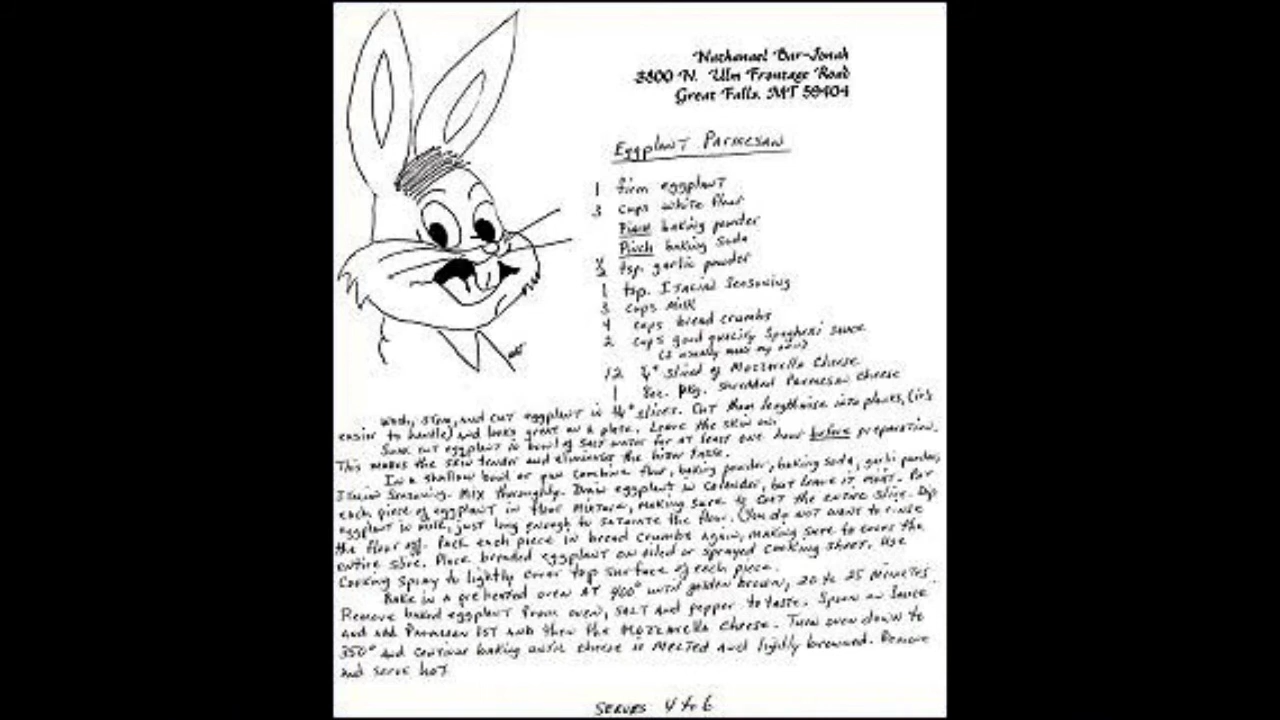 Nathanael Bar-Jonah
3800 N. Ulm Frontage Road
Great Falls, MT 59404
Eggplant Parmesan
1 firm eggplant
3 cups white flour
Pinch baking powder
Pinch baking soda
½ tsp. garlic powder
1 tsp. Italian Seasoning
3 cups Milk
4 cups bread crumbs
2 cups good quality Spaghetti sauce
(I usually make my own)
12 ¼" sliced of Mozzarella Cheese
1 8oz. pkg. shredded Parmesan Cheese
Wash, stem, and cut eggplant in ¼" slices. Cut them lengthwise into planks, (it's
easier to handle) and looks great on a plate. Leave the skin on.
Soak cut eggplant in bowl of salt water for at least one hour before preparation.
This makes the skin tender and eliminates the bitter taste.
In a shallow bowl or pan combine flour, baking powder, baking soda, garlic powder,
Italian Seasoning. Mix thoroughly. Drain eggplant in colander, but leave it moist. Put
each piece of eggplant in flour mixture, making sure to coat the entire slice. Dip
eggplant in milk, just long enough to saturate the flour. (You do not want to rinse
the flour off. Pack each piece in bread crumbs again, making sure to cover the
entire slice. Place breaded eggplant on oiled or sprayed cooking sheet. Use
Cooking spray to lightly cover top surface of each piece.
Bake in a preheated oven at 400° until golden brown, 20 to 25 minutes
Remove baked eggplant from oven, salt and pepper to taste. Spoon on Sauce
and add Parmesan 1st and then the Mozzarella Cheese. Turn oven down to
350° and continue baking until cheese is melted and lightly browned. Remove
and serve hot
Serves 4 to 6